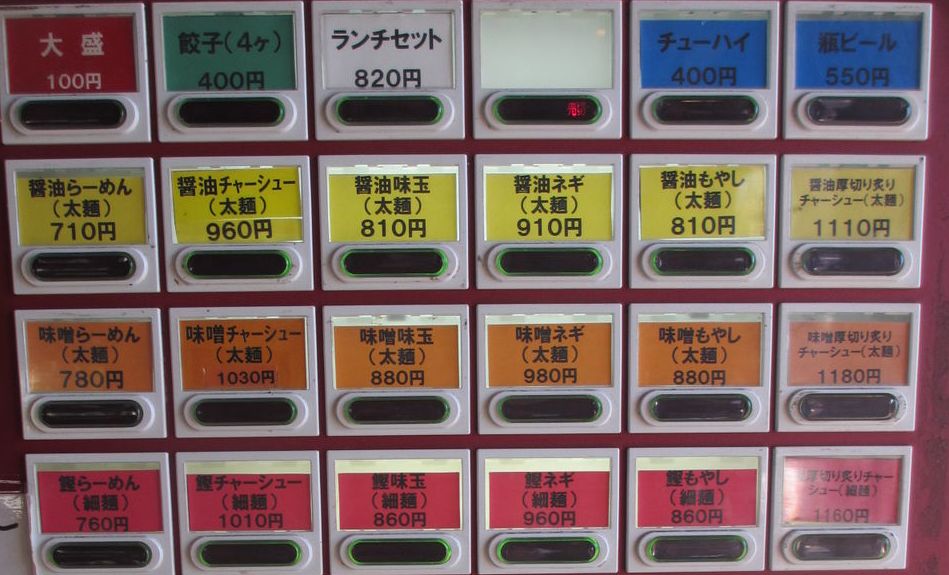 大盛
100円
餃子(4ヶ)
400円
ランチセット
820円
チューハイ
400円
瓶ビール
550円
醤油らーめん
(太麺)
710円
醤油チャーシュー
(太麺)
960円
醤油味玉
(太麺)
810円
醤油ネギ
(太麺)
910円
醤油もやし
(太麺)
810円
醤油厚切り炙り
チャーシュー(太麺)
1110円
味噌らーめん
(太麺)
780円
味噌チャーシュー
(太麺)
1030円
味噌味玉
(太麺)
880円
味噌ネギ
(太麺)
980円
味噌もやし
(太麺)
880円
味噌厚切り炙り
チャーシュー(太麺)
1180円
鰹らーめん
(細麺)
760円
鰹チャーシュー
(細麺)
1010円
鰹味玉
(細麺)
860円
鰹ネギ
(細麺)
960円
鰹もやし
(細麺)
860円
厚切り炙りチャー
シュー(細麺)
1160円